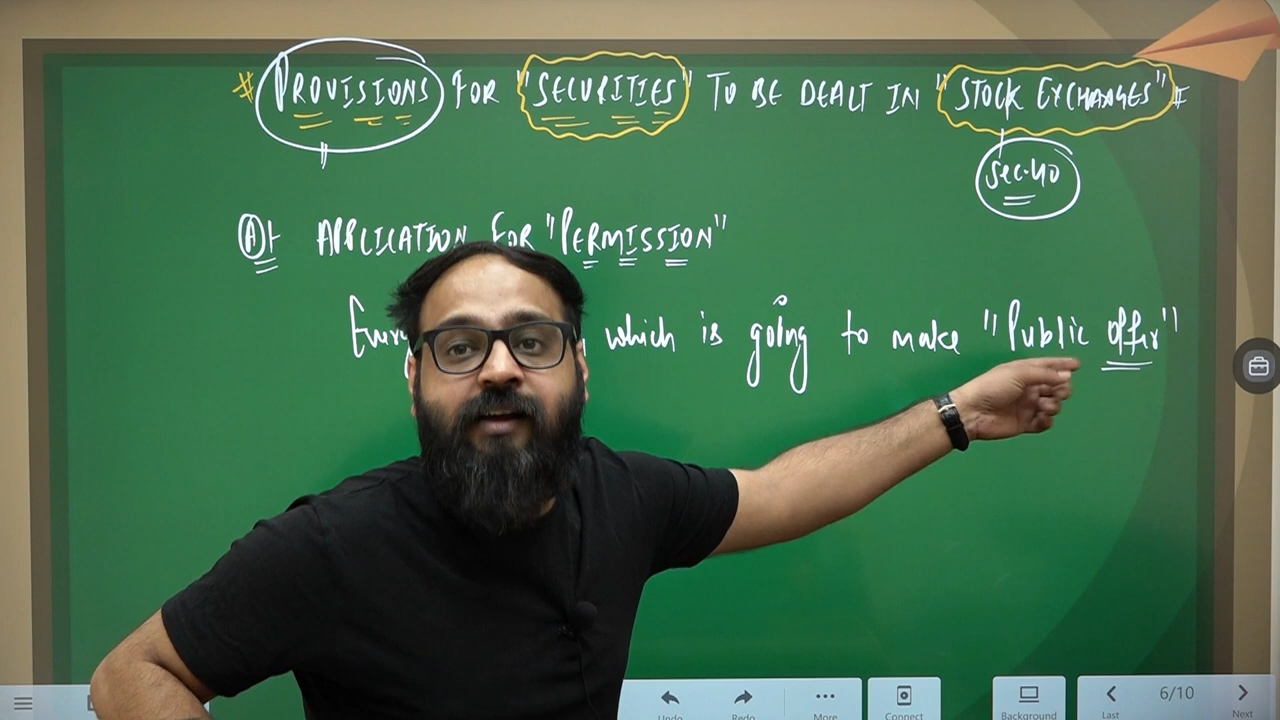 # PROVISIONS FOR "SECURITIES" TO BE DEALT IN "STOCK EXCHANGES" #
Sec-40
(A)+ APPLICATION FOR "PERMISSION"
Every which is going to make "Public offer"
Undo Redo More Connect Background Last 6/10 Next